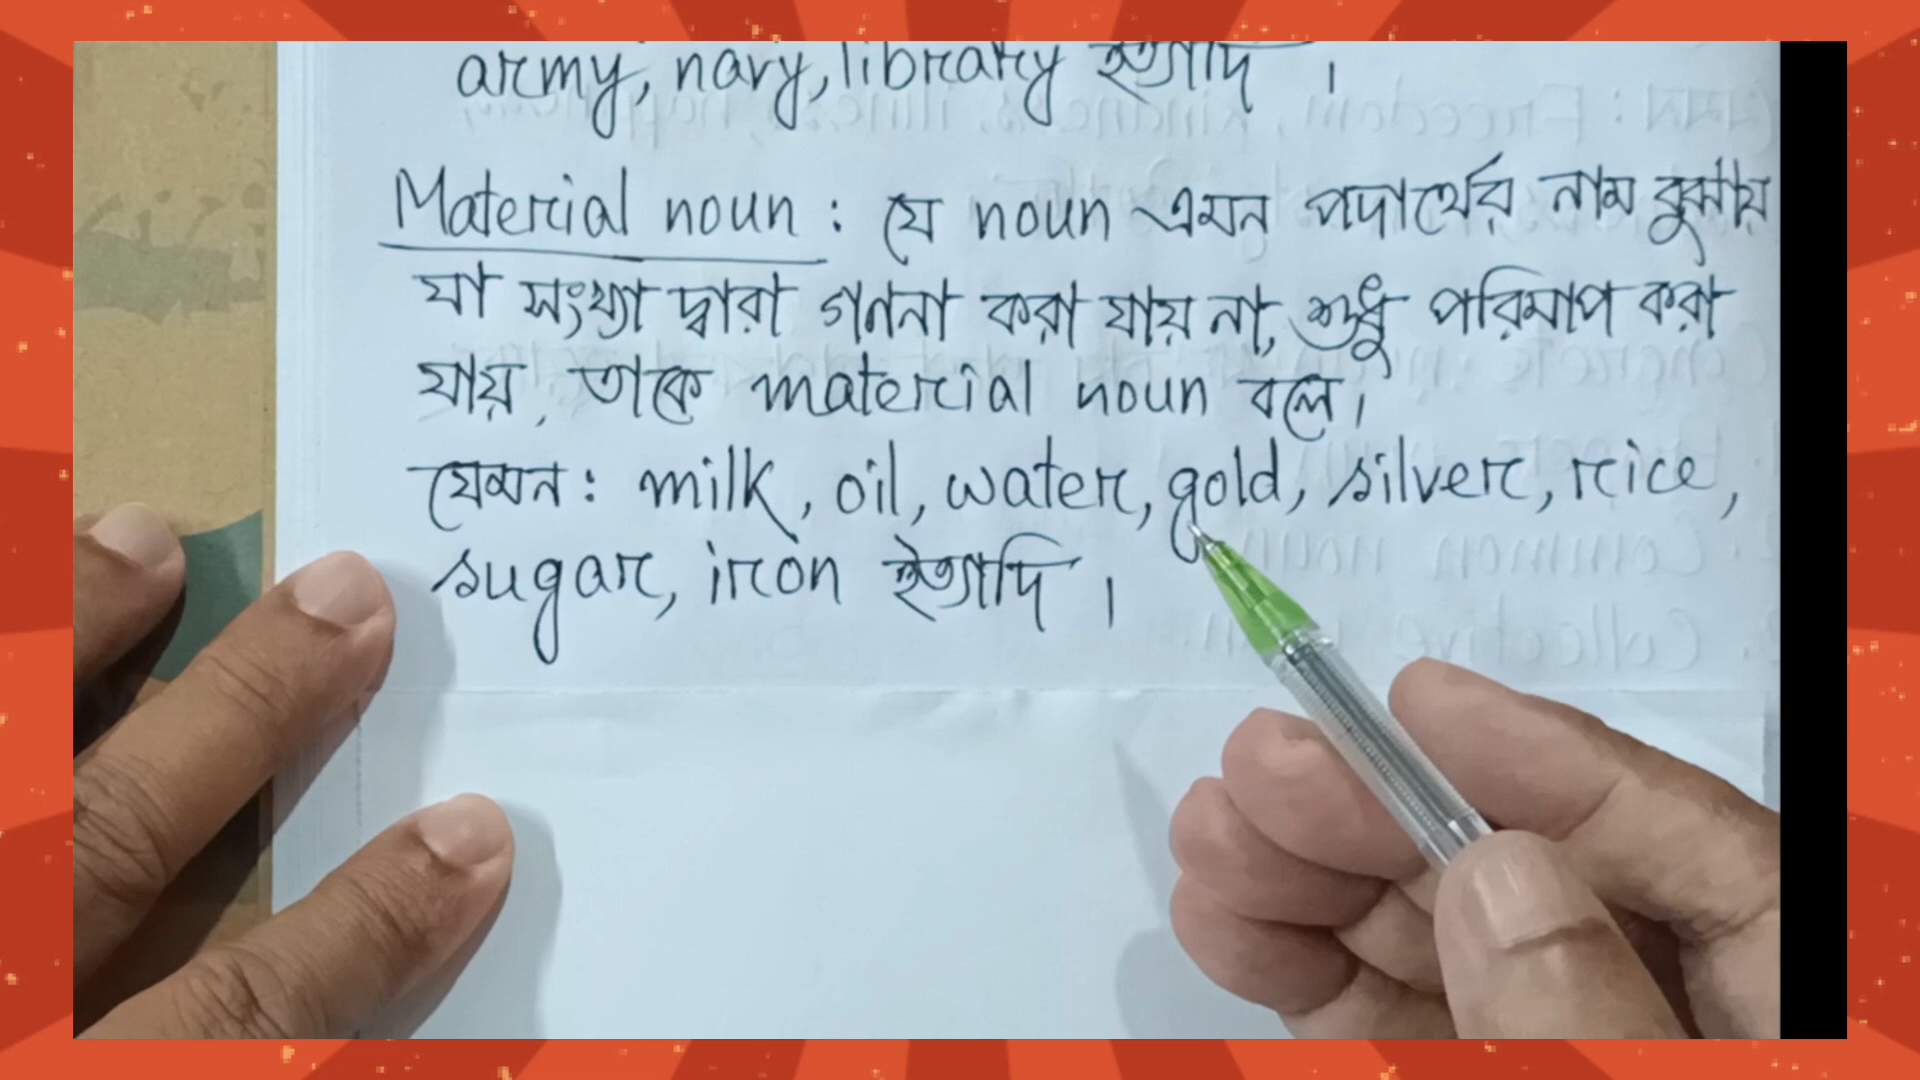 army, navy, library ইত্যাদি ।
Material noun : যে noun এমন পদার্থের নাম বুঝায়
যা সংখ্যা দ্বারা গননা করা যায় না, শুধু পরিমাপ করা
যায়, তাকে material noun বলে।
যেমন : milk, oil, water, gold, silver, rice,
sugar, iron ইত্যাদি ।